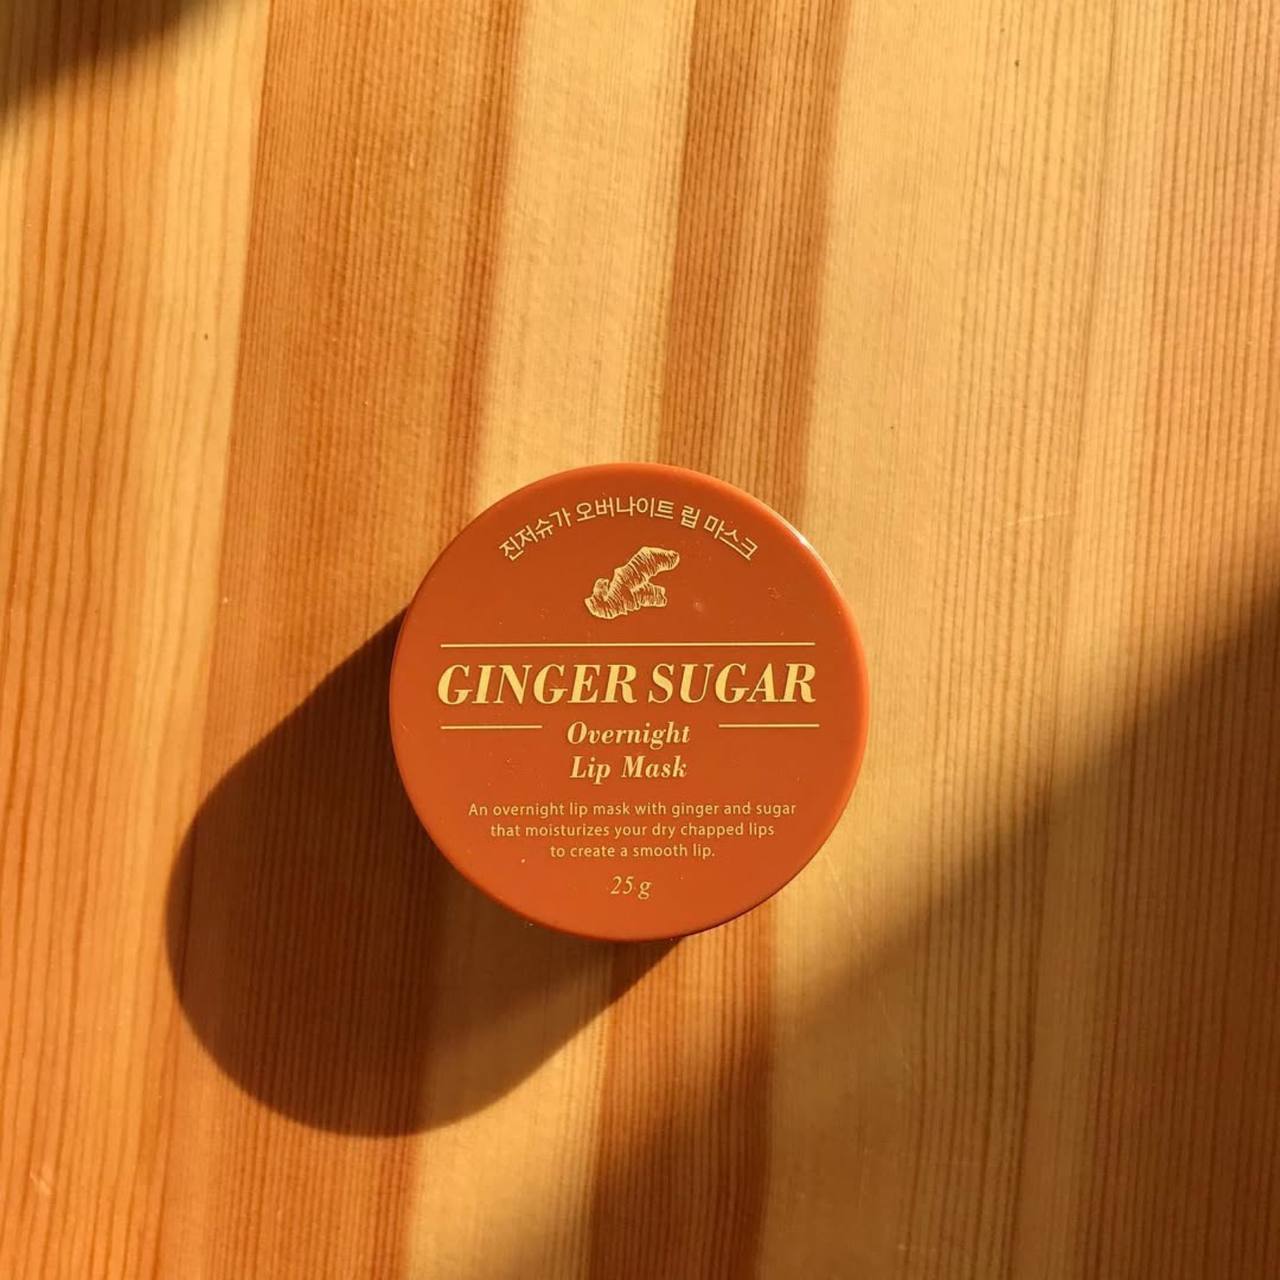 진저슈가 오버나이트 립 마스크
GINGER SUGAR
Overnight
Lip Mask
An overnight lip mask with ginger and sugar
that moisturizes your dry chapped lips
to create a smooth lip.
25 g